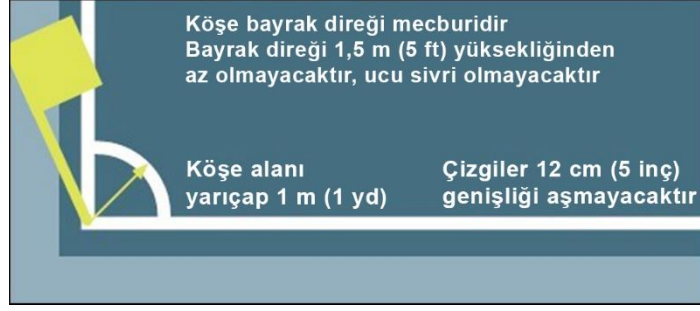 Köşe bayrak direği mecburidir
Bayrak direği 1,5 m (5 ft) yüksekliğinden
az olmayacaktır, ucu sivri olmayacaktır
Köşe alanı
yarıçap 1 m (1 yd)
Çizgiler 12 cm (5 inç)
genişliği aşmayacaktır